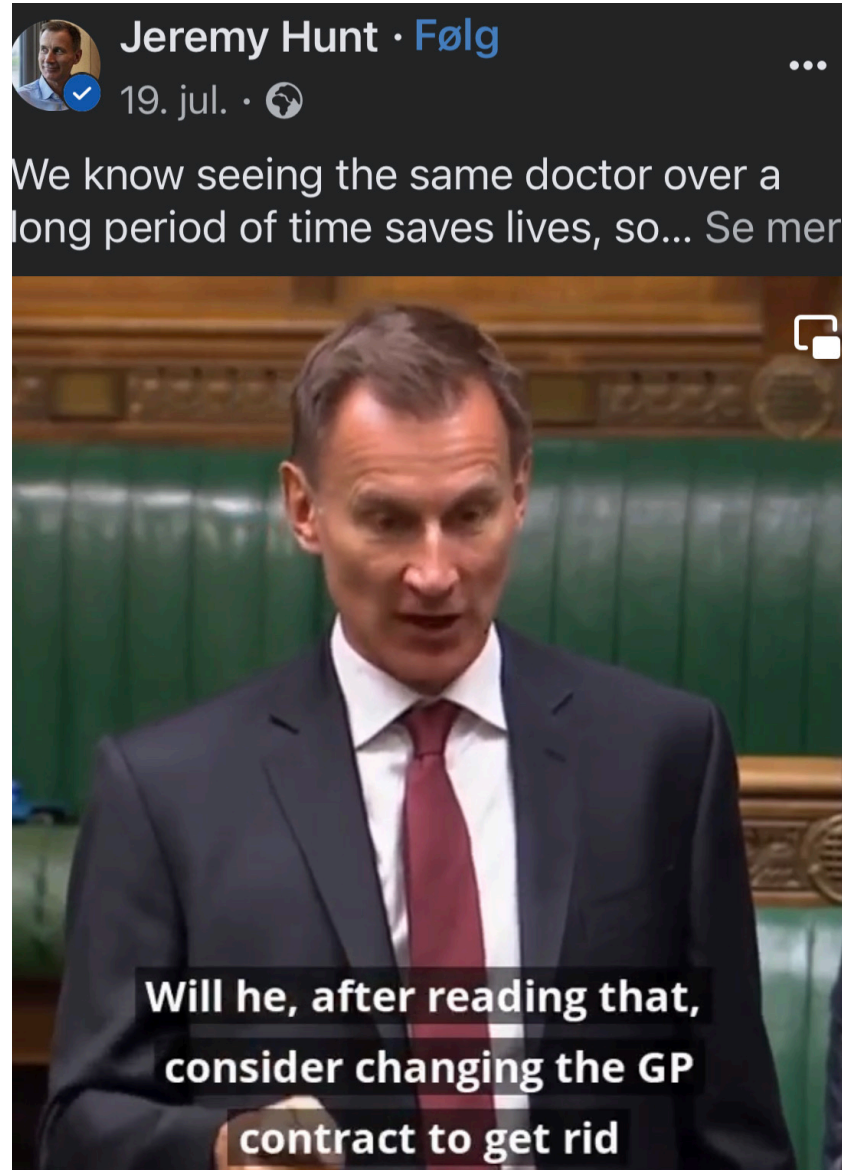 Jeremy Hunt · Følg
19. jul. ·
We know seeing the same doctor over a
long period of time saves lives, so... Se mer
Will he, after reading that,
consider changing the GP
contract to get rid